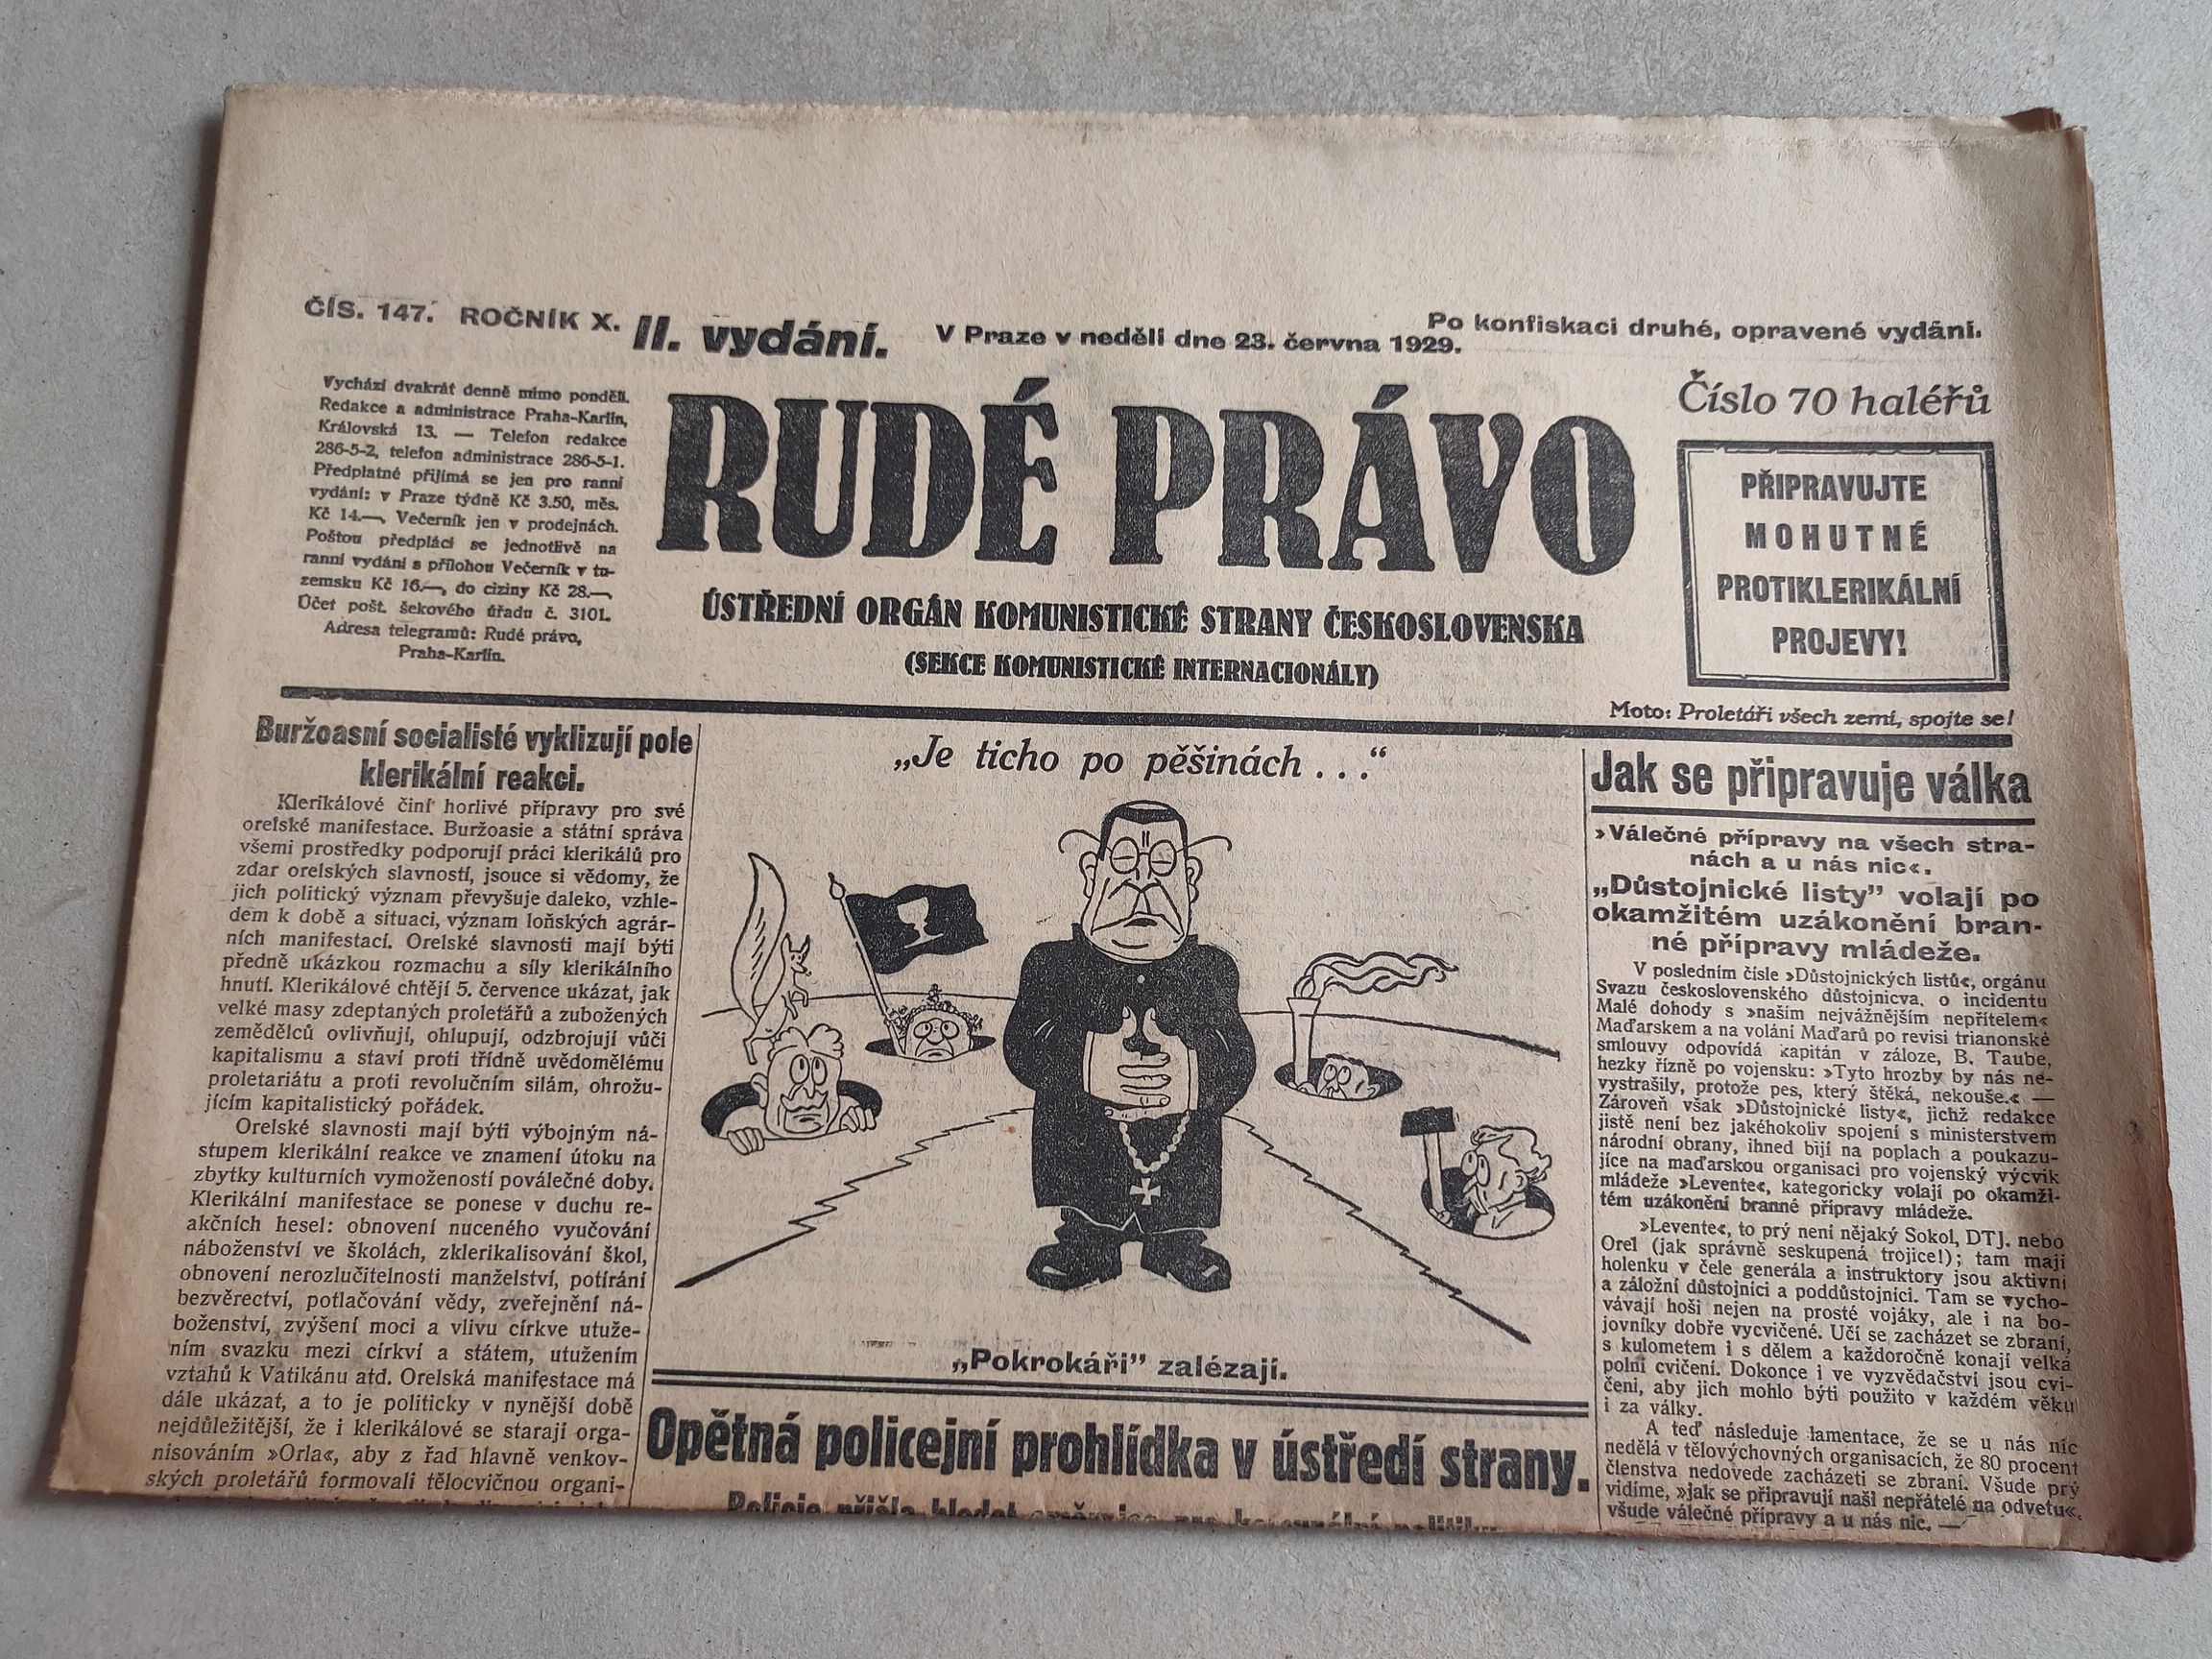 ČÍS. 147. ROČNÍK X. II. vydání. V Praze v neděli dne 23. června 1929. Po konfiskaci druhé, opravené vydání.
Vychází dvakrát denně mimo pondělí.
Redakce a administrace Praha-Karlín,
Královská 13. — Telefon redakce
286-5-2, telefon administrace 286-5-1.
Předplatné přijímá se jen pro ranní
vydání: v Praze týdně Kč 3.50, měs.
Kč 14.—, Večerník jen v prodejnách.
Poštou předplácí se jednotlivě na
ranní vydání s přílohou Večerník v tu-
zemsku Kč 16.—, do ciziny Kč 28.—,
Účet pošt. šekového úřadu č. 3101.
Adresa telegramů: Rudé právo,
Praha-Karlín.
RUDÉ PRÁVO
ÚSTŘEDNÍ ORGÁN KOMUNISTICKÉ STRANY ČESKOSLOVENSKA
(SEKCE KOMUNISTICKÉ INTERNACIONÁLY)
Číslo 70 haléřů
PŘIPRAVUJTE
MOHUTNÉ
PROTIKLERIKÁLNÍ
PROJEVY!
Moto: Proletáři všech zemí, spojte se!
Buržoasní socialisté vyklizují pole
klerikální reakci.
Klerikálové činí horlivé přípravy pro své
orelské manifestace. Buržoasie a státní správa
všemi prostředky podporují práci klerikálů pro
zdar orelských slavností, jsouce si vědomy, že
jich politický význam převyšuje daleko, vzhle-
dem k době a situaci, význam loňských agrár-
ních manifestací. Orelské slavnosti mají býti
předně ukázkou rozmachu a síly klerikálního
hnutí. Klerikálové chtějí 5. července ukázat, jak
velké masy zdeptaných proletářů a zubožených
zemědělců ovlivňují, ohlupují, odzbrojují vůči
kapitalismu a staví proti třídně uvědomělému
proletariátu a proti revolučním silám, ohrožu-
jícím kapitalistický pořádek.
Orelské slavnosti mají býti výbojným ná-
stupem klerikální reakce ve znamení útoku na
zbytky kulturních vymožeností poválečné doby.
Klerikální manifestace se ponese v duchu re-
akčních hesel: obnovení nuceného vyučování
náboženství ve školách, zklerikalisování škol,
obnovení nerozlučitelnosti manželství, potírání
bezvěrectví, potlačování vědy, zveřejnění ná-
boženství, zvýšení moci a vlivu církve utuže-
ním svazku mezi církví a státem, utužením
vztahů k Vatikánu atd. Orelská manifestace má
dále ukázat, a to je politicky v nynější době
nejdůležitější, že i klerikálové se starají orga-
nisováním »Orla«, aby z řad hlavně venkov-
ských proletářů formovali tělocvičnou organi-
„Je ticho po pěšinách . . .“
„Pokrokáři” zalézají.
Opětná policejní prohlídka v ústředí strany.
Policie přišla hledat směrnice pro komunální politiku
Jak se připravuje válka
»Válečné přípravy na všech stra-
nách a u nás nic«.
„Důstojnické listy” volají po
okamžitém uzákonění bran-
né přípravy mládeže.
V posledním čísle »Důstojnických listů«, orgánu
Svazu československého důstojnicva, o incidentu
Malé dohody s »naším nejvážnějším nepřítelem«
Maďarskem a na volání Maďarů po revisi trianonské
smlouvy odpovídá kapitán v záloze, B. Taube,
hezky řízně po vojensku: »Tyto hrozby by nás ne-
vystrašily, protože pes, který štěká, nekouše.« —
Zároveň však »Důstojnické listy«, jichž redakce
jistě není bez jakéhokoliv spojení s ministerstvem
národní obrany, ihned bijí na poplach a poukazu-
jíce na maďarskou organisaci pro vojenský výcvik
mládeže »Levente«, kategoricky volají po okamži-
tém uzákonění branné přípravy mládeže.
»Levente«, to prý není nějaký Sokol, DTJ. nebo
Orel (jak správně seskupená trojice!); tam mají
holenku v čele generála a instruktory jsou aktivní
a záložní důstojníci a poddůstojníci. Tam se vycho-
vávají hoši nejen na prosté vojáky, ale i na bo-
jovníky dobře vycvičené. Učí se zacházet se zbraní,
s kulometem i s dělem a každoročně konají velká
polní cvičení. Dokonce i ve vyzvědačství jsou cvi-
čeni, aby jich mohlo býti použito v každém věku
i za války.
A teď následuje lamentace, že se u nás nic
nedělá v tělovýchovných organisacích, že 80 procent
členstva nedovede zacházeti se zbraní. Všude prý
vidíme, »jak se připravují naši nepřátelé na odvetu«,
všude válečné přípravy a u nás nic. —